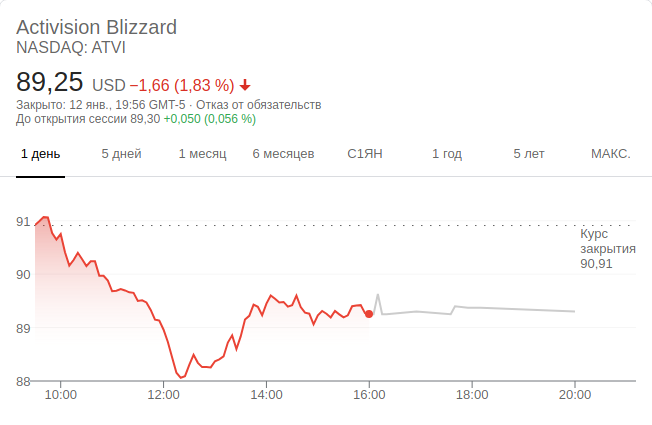 Activision Blizzard
NASDAQ: ATVI
89,25 USD −1,66 (1,83 %)
Закрыто: 12 янв., 19:56 GMT-5 · Отказ от обязательств
До открытия сессии 89,30 +0,050 (0,056 %)
1 день 5 дней 1 месяц 6 месяцев С1ЯН 1 год 5 лет МАКС.
91
Курс
закрытия
90,91
90
89
88
10:00 12:00 14:00 16:00 18:00 20:00